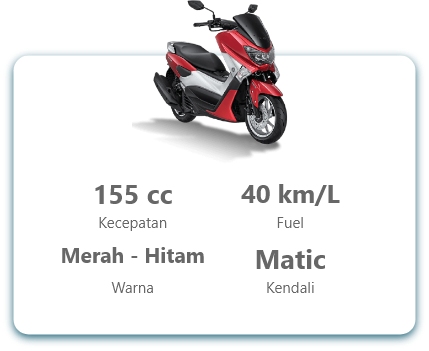 155 cc
40 km/L
Kecepatan
Fuel
Merah - Hitam
Matic
Warna
Kendali